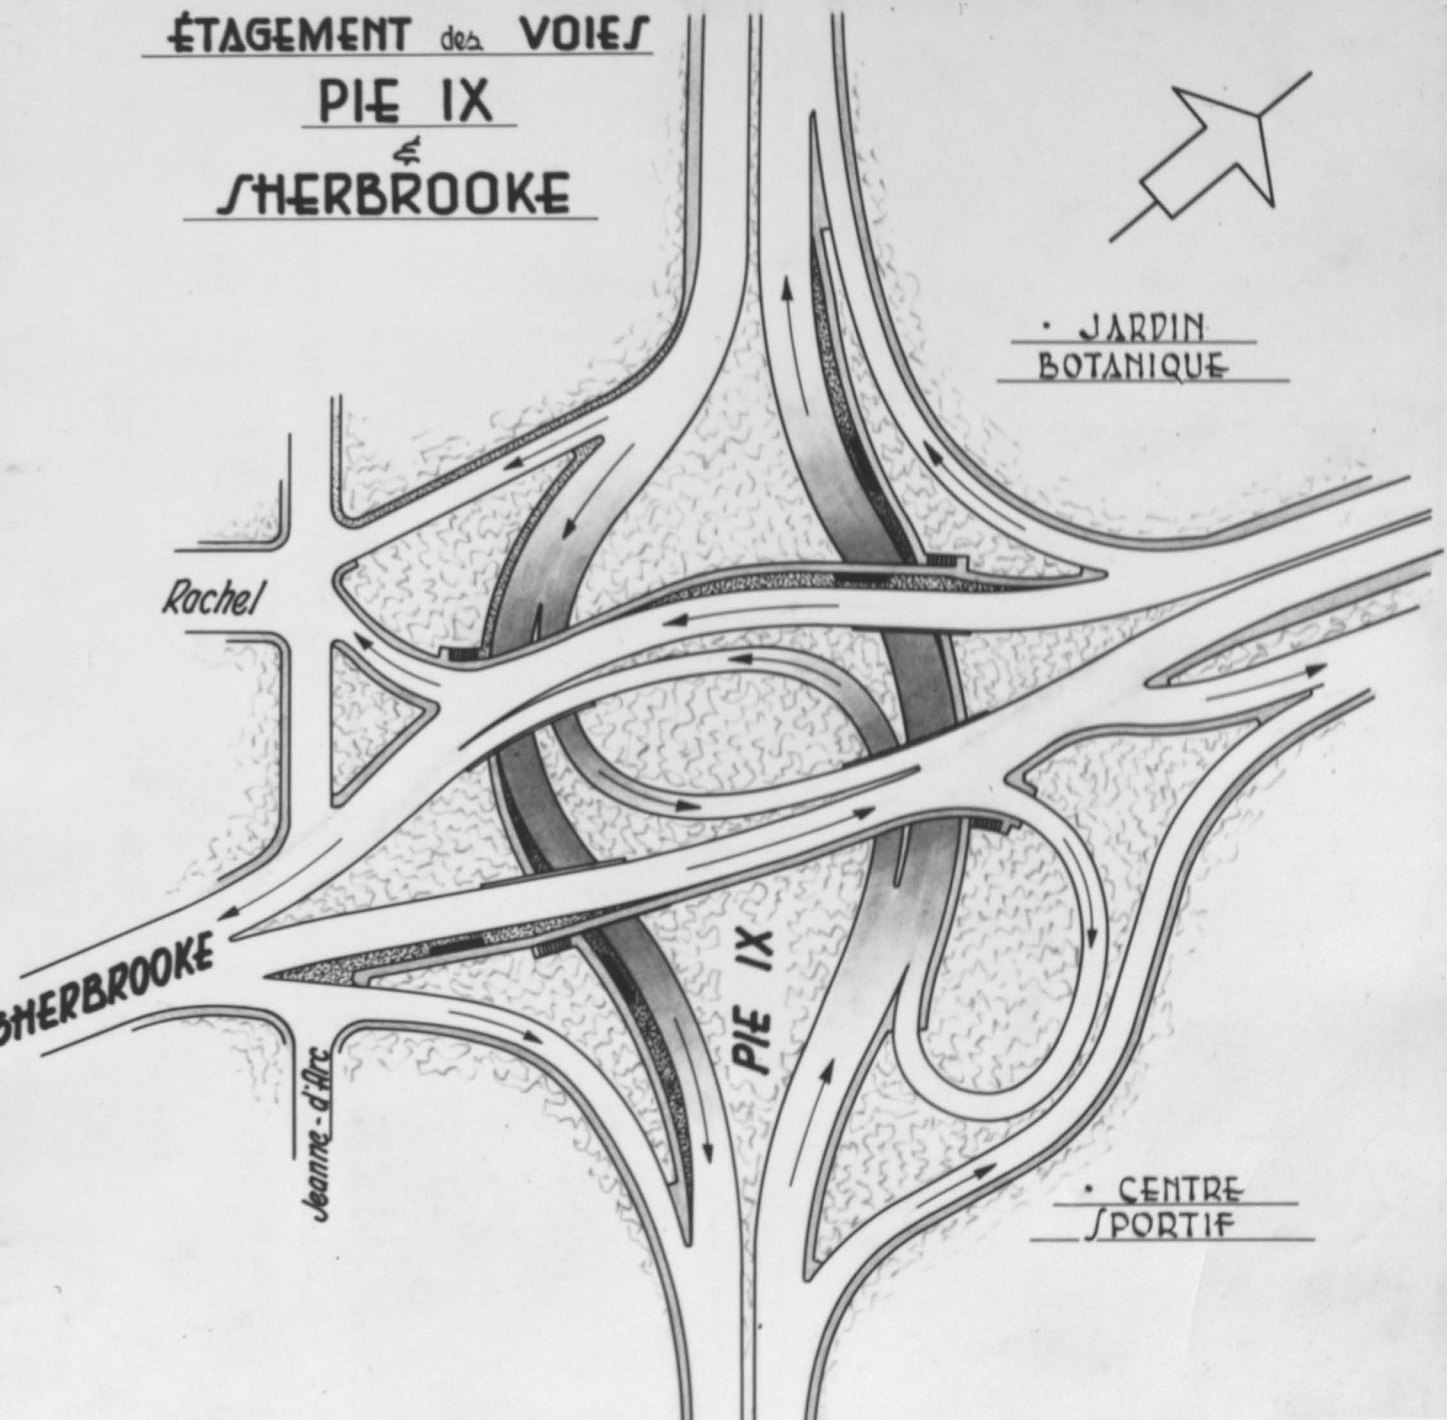 ÉTAGEMENT des VOIES
PIE IX
&
SHERBROOKE
· JARDIN
BOTANIQUE
Rachel
SHERBROOKE
PIE IX
Jeanne-d'Arc
· CENTRE
SPORTIF